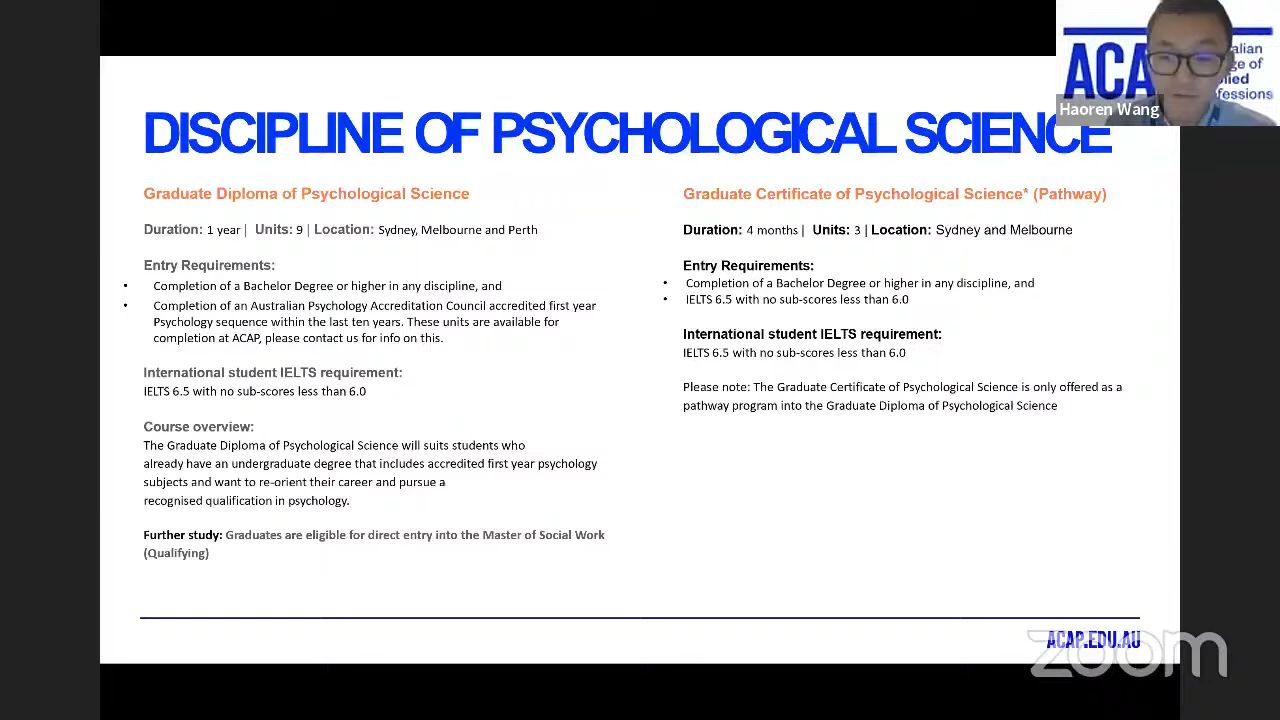 ACA
alian
ge of
lied
fessions
Haoren Wang
DISCIPLINE OF PSYCHOLOGICAL SCIENCE
Graduate Diploma of Psychological Science
Duration: 1 year | Units: 9 | Location: Sydney, Melbourne and Perth
Entry Requirements:
• Completion of a Bachelor Degree or higher in any discipline, and
• Completion of an Australian Psychology Accreditation Council accredited first year
Psychology sequence within the last ten years. These units are available for
completion at ACAP, please contact us for info on this.
International student IELTS requirement:
IELTS 6.5 with no sub-scores less than 6.0
Course overview:
The Graduate Diploma of Psychological Science will suits students who
already have an undergraduate degree that includes accredited first year psychology
subjects and want to re-orient their career and pursue a
recognised qualification in psychology.
Further study: Graduates are eligible for direct entry into the Master of Social Work
(Qualifying)
Graduate Certificate of Psychological Science* (Pathway)
Duration: 4 months | Units: 3 | Location: Sydney and Melbourne
Entry Requirements:
• Completion of a Bachelor Degree or higher in any discipline, and
• IELTS 6.5 with no sub-scores less than 6.0
International student IELTS requirement:
IELTS 6.5 with no sub-scores less than 6.0
Please note: The Graduate Certificate of Psychological Science is only offered as a
pathway program into the Graduate Diploma of Psychological Science
ACAP.EDU.AU
zoom